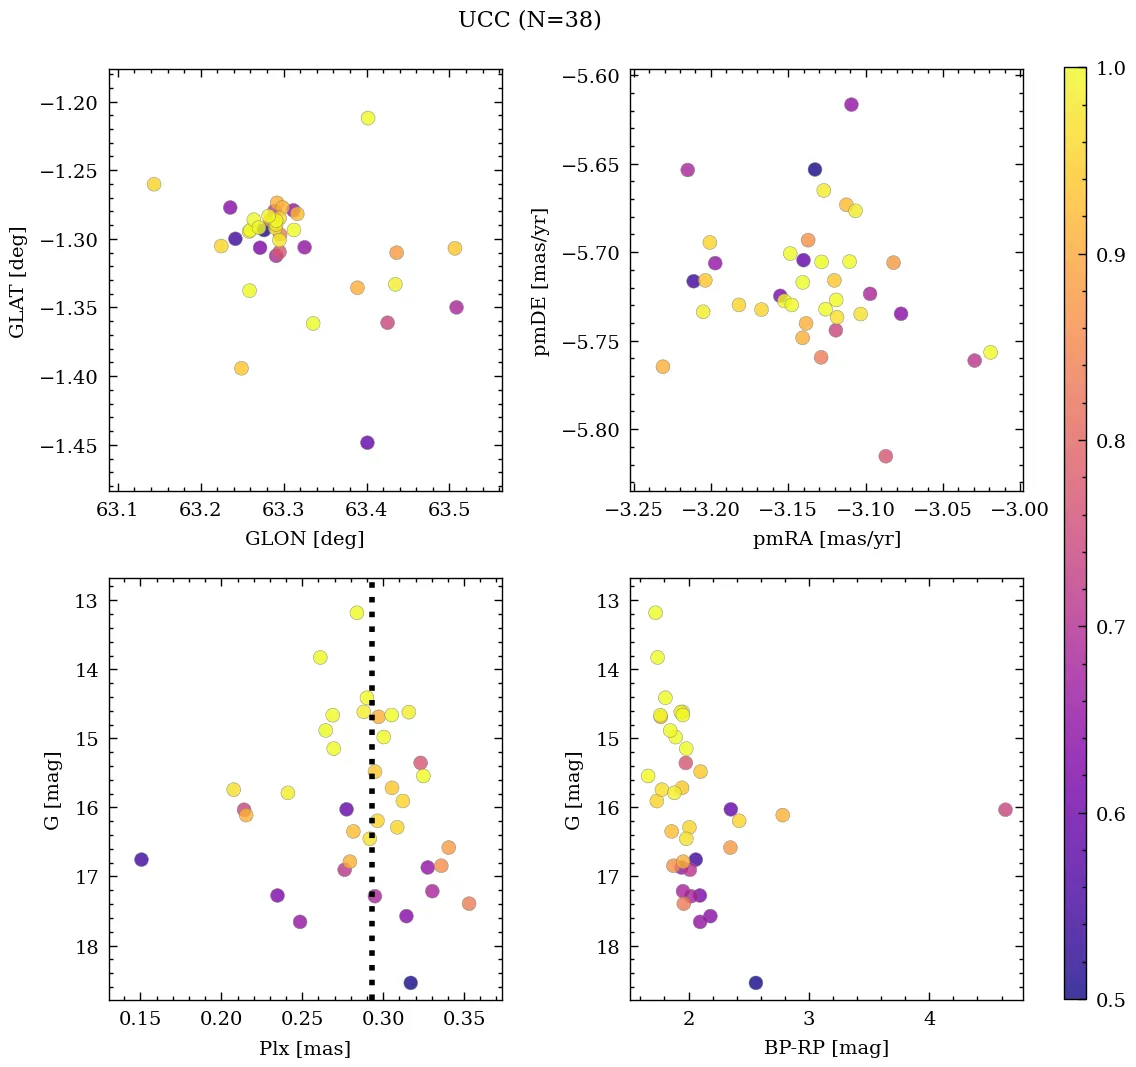 UCC (N=38)
−1.20
−1.25
−1.30
−1.35
−1.40
−1.45
GLAT [deg]
63.1 63.2 63.3 63.4 63.5
GLON [deg]
−5.60
−5.65
−5.70
−5.75
−5.80
pmDE [mas/yr]
−3.25 −3.20 −3.15 −3.10 −3.05 −3.00
pmRA [mas/yr]
13
14
15
16
17
18
G [mag]
0.15 0.20 0.25 0.30 0.35
Plx [mas]
13
14
15
16
17
18
G [mag]
2 3 4
BP-RP [mag]
1.0
0.9
0.8
0.7
0.6
0.5